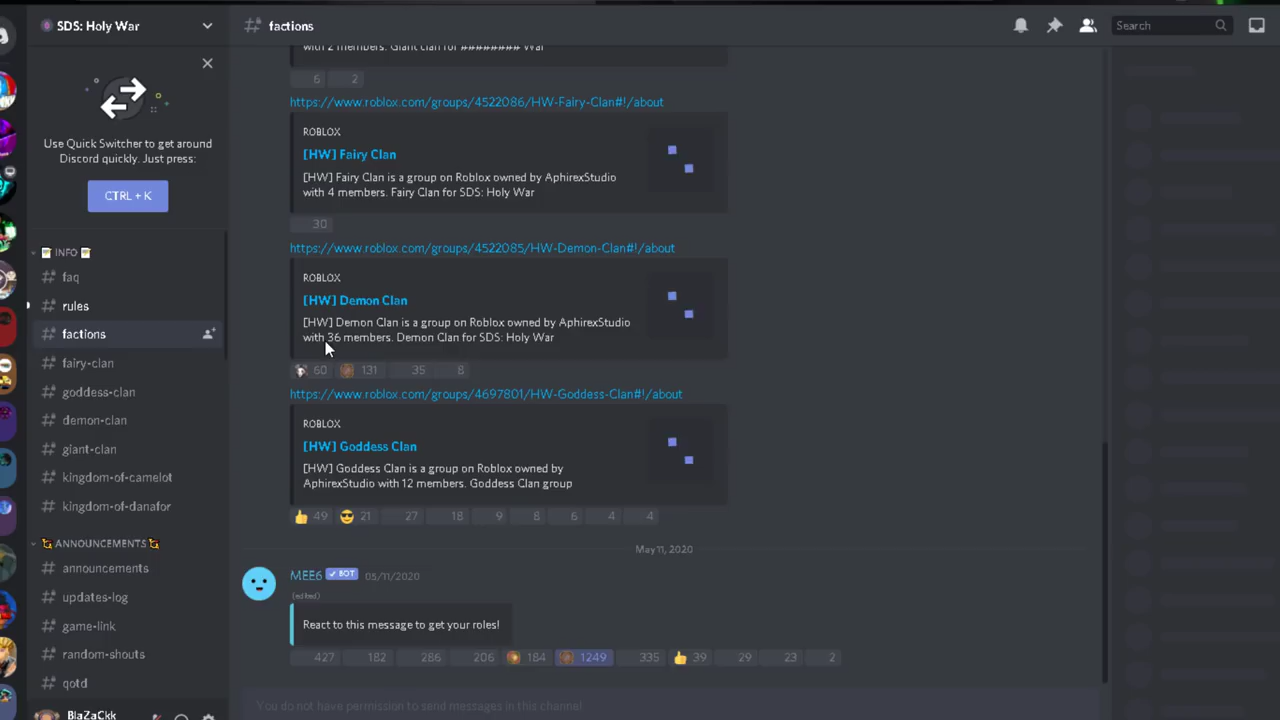 SDS: Holy War
factions
Search
Use Quick Switcher to get around
Discord quickly. Just press:
CTRL + K
INFO
faq
rules
factions
fairy-clan
goddess-clan
demon-clan
giant-clan
kingdom-of-camelot
kingdom-of-danafor
ANNOUNCEMENTS
announcements
updates-log
game-link
random-shouts
qotd
BlaZaCkk
with 2 members. Giant clan for ######## War
6 2
https://www.roblox.com/groups/4522086/HW-Fairy-Clan#!/about
ROBLOX
[HW] Fairy Clan
[HW] Fairy Clan is a group on Roblox owned by AphirexStudio
with 4 members. Fairy Clan for SDS: Holy War
30
https://www.roblox.com/groups/4522085/HW-Demon-Clan#!/about
ROBLOX
[HW] Demon Clan
[HW] Demon Clan is a group on Roblox owned by AphirexStudio
with 36 members. Demon Clan for SDS: Holy War
60 131 35 8
https://www.roblox.com/groups/4697801/HW-Goddess-Clan#!/about
ROBLOX
[HW] Goddess Clan
[HW] Goddess Clan is a group on Roblox owned by
AphirexStudio with 12 members. Goddess Clan group
49 21 27 18 9 8 6 4 4
May 11, 2020
MEE6 BOT 05/11/2020
(edited)
React to this message to get your roles!
427 182 286 206 184 1249 335 39 29 23 2
You do not have permission to send messages in this channel